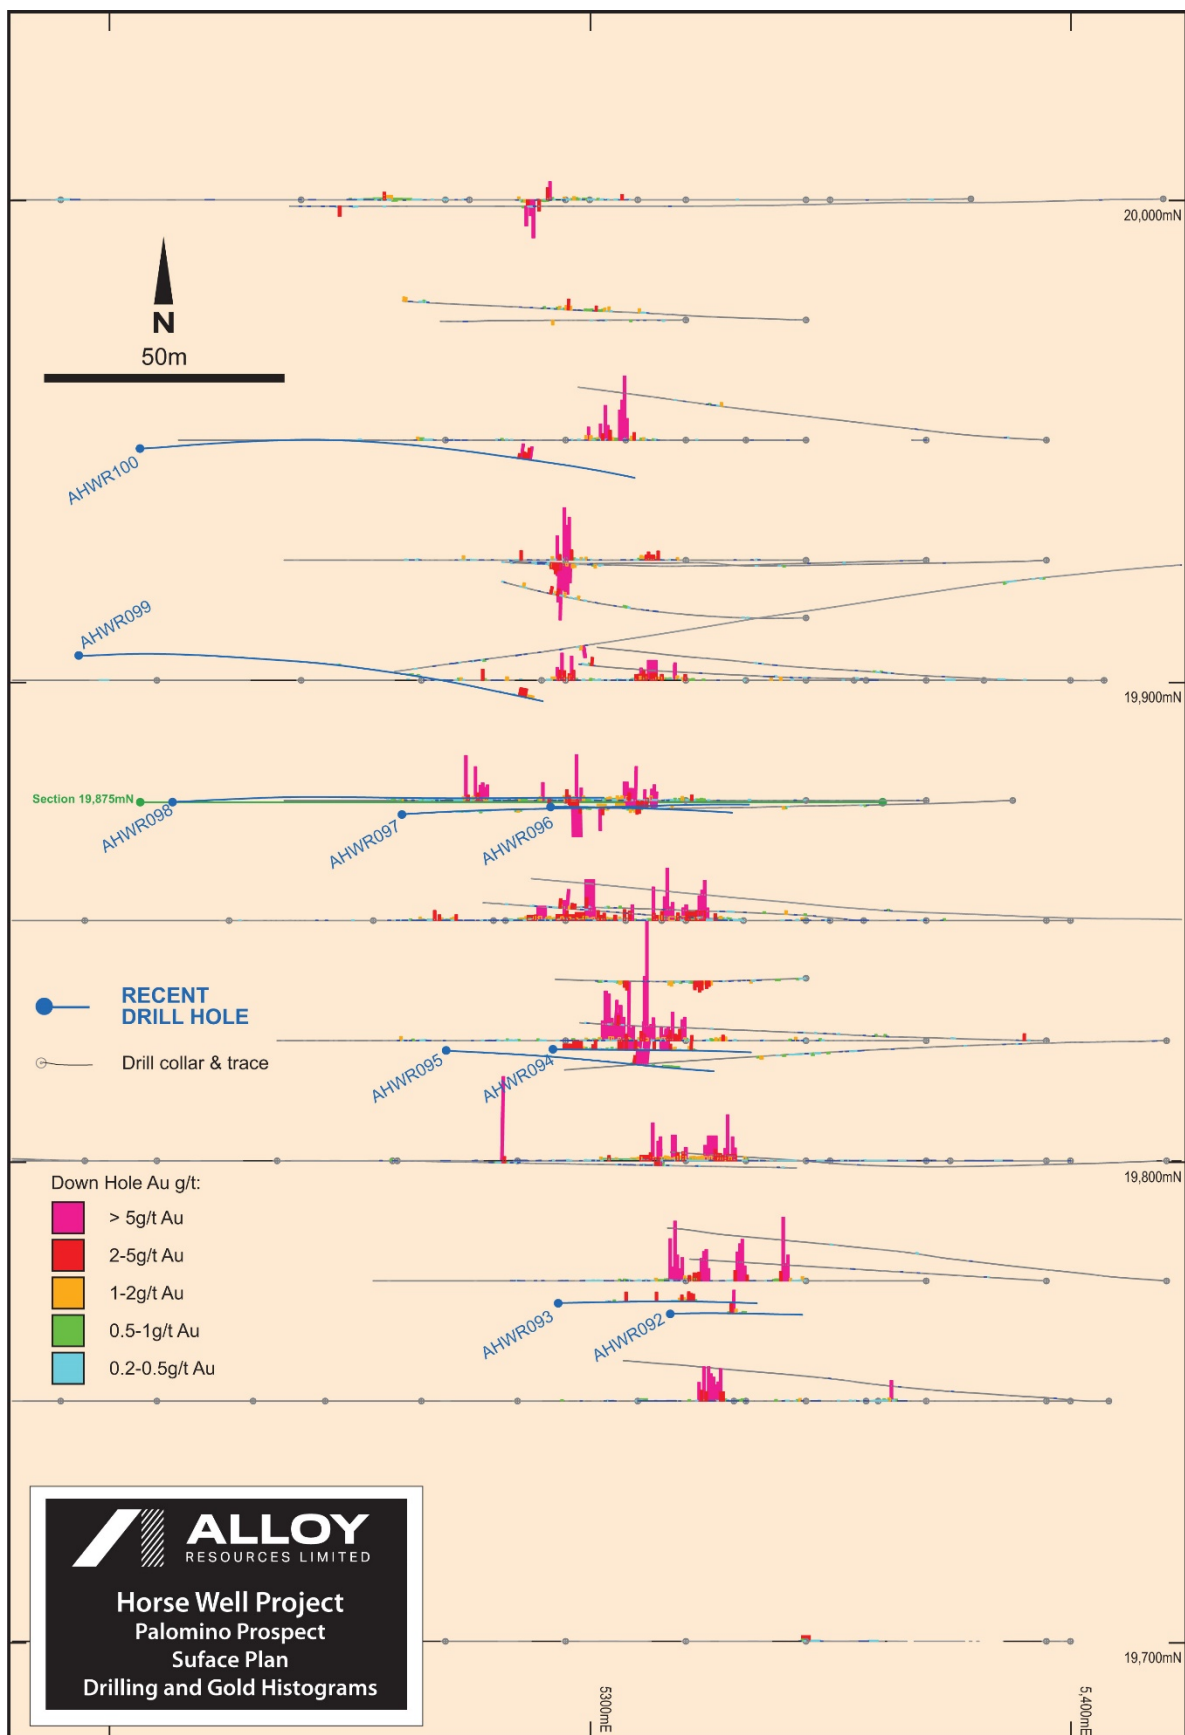 20,000mN
N
50m
AHWR100
AHWR099
19,900mN
Section 19,875mN
AHWR098
AHWR097
AHWR096
RECENT
DRILL HOLE
Drill collar & trace
AHWR095
AHWR094
19,800mN
Down Hole Au g/t:
> 5g/t Au
2-5g/t Au
1-2g/t Au
0.5-1g/t Au
0.2-0.5g/t Au
AHWR093
AHWR092
ALLOY
RESOURCES LIMITED
Horse Well Project
Palomino Prospect
Suface Plan
Drilling and Gold Histograms
19,700mN
5300mE
5,400mE